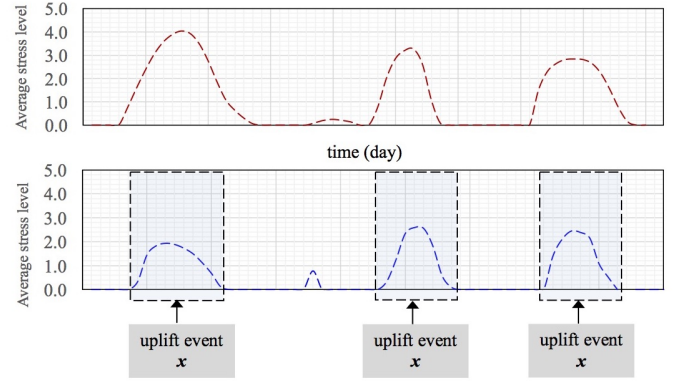 Average stress level
5.0
4.0
3.0
2.0
1.0
0.0
time (day)
Average stress level
5.0
4.0
3.0
2.0
1.0
0.0
uplift event
x
uplift event
x
uplift event
x